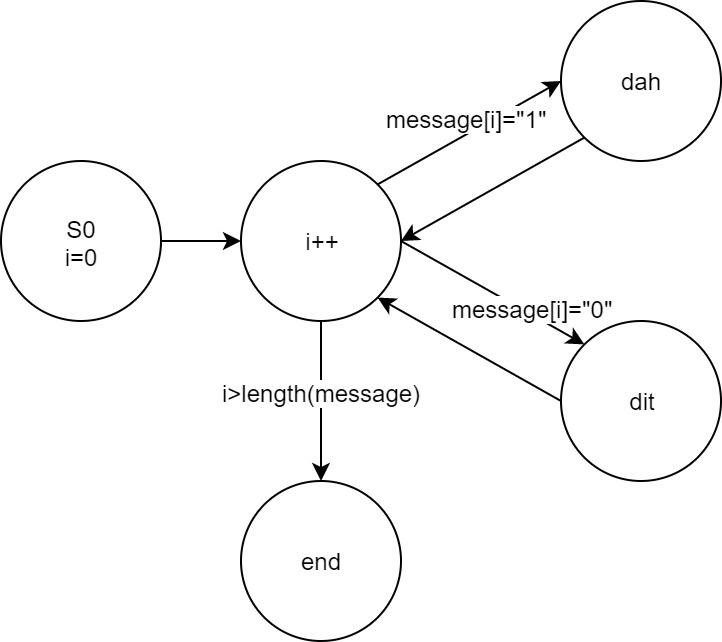 S0
i=0
i++
message[i]="1"
dah
message[i]="0"
dit
i>length(message)
end